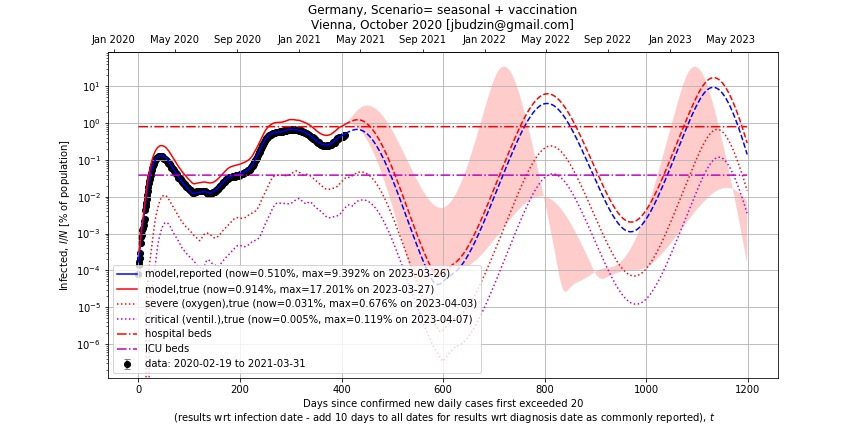 Germany, Scenario= seasonal + vaccination
Vienna, October 2020 [jbudzin@gmail.com]
Jan 2020 May 2020 Sep 2020 Jan 2021 May 2021 Sep 2021 Jan 2022 May 2022 Sep 2022 Jan 2023 May 2023
10¹
10⁰
10⁻¹
10⁻²
10⁻³
10⁻⁴
10⁻⁵
10⁻⁶
Infected, I/N [% of population]
model,reported (now=0.510%, max=9.392% on 2023-03-26)
model,true (now=0.914%, max=17.201% on 2023-03-27)
severe (oxygen),true (now=0.031%, max=0.676% on 2023-04-03)
critical (ventil.),true (now=0.005%, max=0.119% on 2023-04-07)
hospital beds
ICU beds
data: 2020-02-19 to 2021-03-31
0 200 400 600 800 1000 1200
Days since confirmed new daily cases first exceeded 20
(results wrt infection date - add 10 days to all dates for results wrt diagnosis date as commonly reported), t